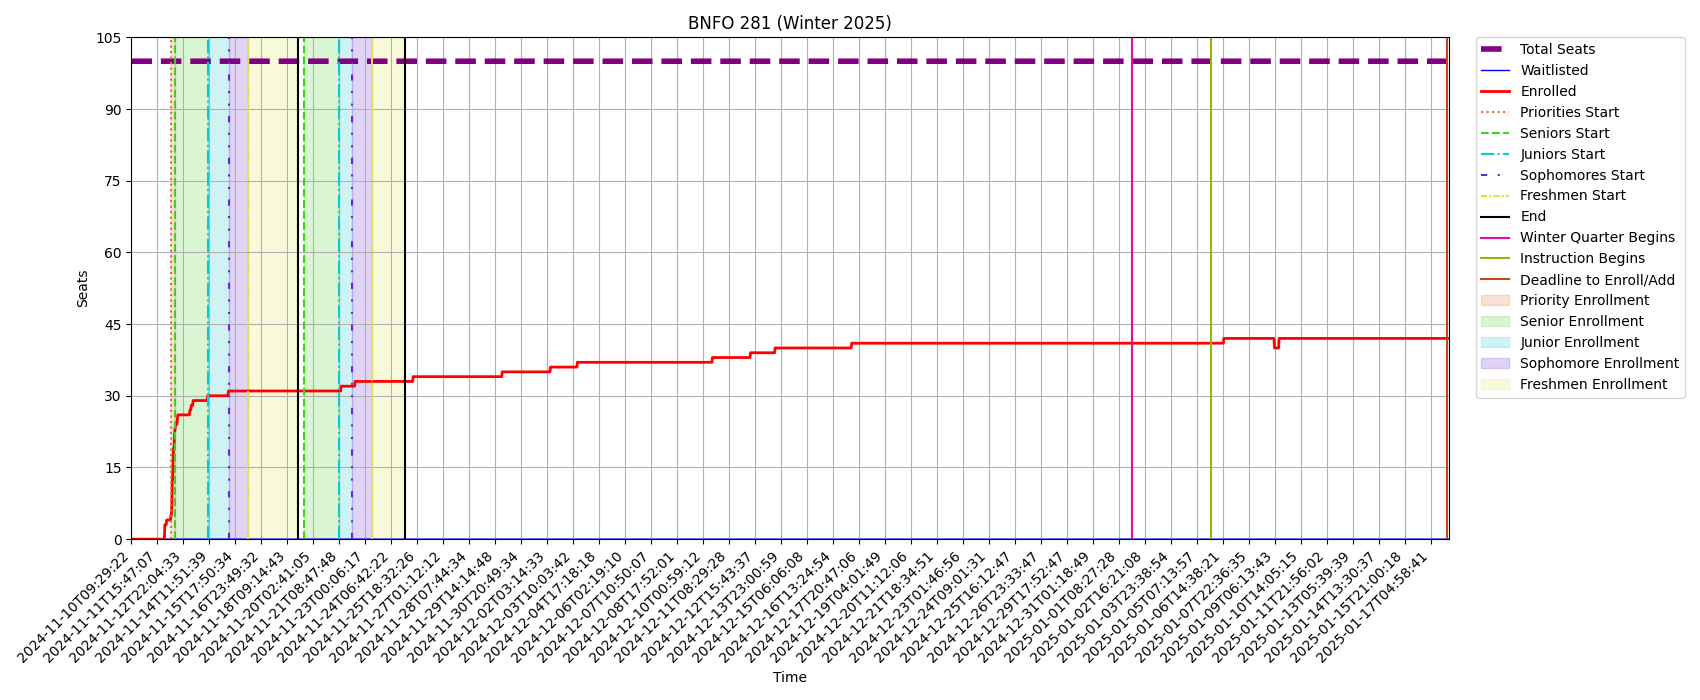 BNFO 281 (Winter 2025)
105
90
75
60
45
30
15
0
Seats
2024-11-10T09:29:22
2024-11-11T15:47:07
2024-11-12T22:04:33
2024-11-14T11:51:39
2024-11-15T17:50:34
2024-11-16T23:49:32
2024-11-18T09:14:43
2024-11-20T02:41:05
2024-11-21T08:47:48
2024-11-23T00:06:17
2024-11-24T06:42:22
2024-11-25T18:32:26
2024-11-27T01:12:12
2024-11-28T07:44:34
2024-11-29T14:14:48
2024-11-30T20:49:34
2024-12-02T03:14:33
2024-12-03T10:03:42
2024-12-04T17:18:18
2024-12-06T02:19:10
2024-12-07T10:50:07
2024-12-08T17:52:01
2024-12-10T00:59:12
2024-12-11T08:29:28
2024-12-12T15:43:37
2024-12-13T23:00:59
2024-12-15T06:06:08
2024-12-16T13:24:54
2024-12-17T20:47:06
2024-12-19T04:01:49
2024-12-20T11:12:06
2024-12-21T18:34:51
2024-12-23T01:46:56
2024-12-24T09:01:31
2024-12-25T16:12:47
2024-12-26T23:33:47
2024-12-29T17:52:47
2024-12-31T01:18:49
2025-01-01T08:27:28
2025-01-02T16:21:08
2025-01-03T23:38:54
2025-01-05T07:13:57
2025-01-06T14:38:21
2025-01-07T22:36:35
2025-01-09T06:13:43
2025-01-10T14:05:15
2025-01-11T21:56:02
2025-01-13T05:39:39
2025-01-14T13:30:37
2025-01-15T21:00:18
2025-01-17T04:58:41
Time
Total Seats
Waitlisted
Enrolled
Priorities Start
Seniors Start
Juniors Start
Sophomores Start
Freshmen Start
End
Winter Quarter Begins
Instruction Begins
Deadline to Enroll/Add
Priority Enrollment
Senior Enrollment
Junior Enrollment
Sophomore Enrollment
Freshmen Enrollment